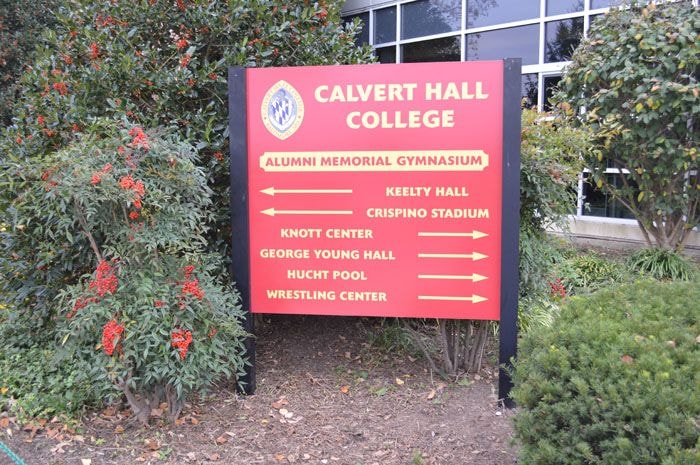 CALVERT HALL
COLLEGE
ALUMNI MEMORIAL GYMNASIUM
KEELTY HALL
CRISPINO STADIUM
KNOTT CENTER
GEORGE YOUNG HALL
HUCHT POOL
WRESTLING CENTER